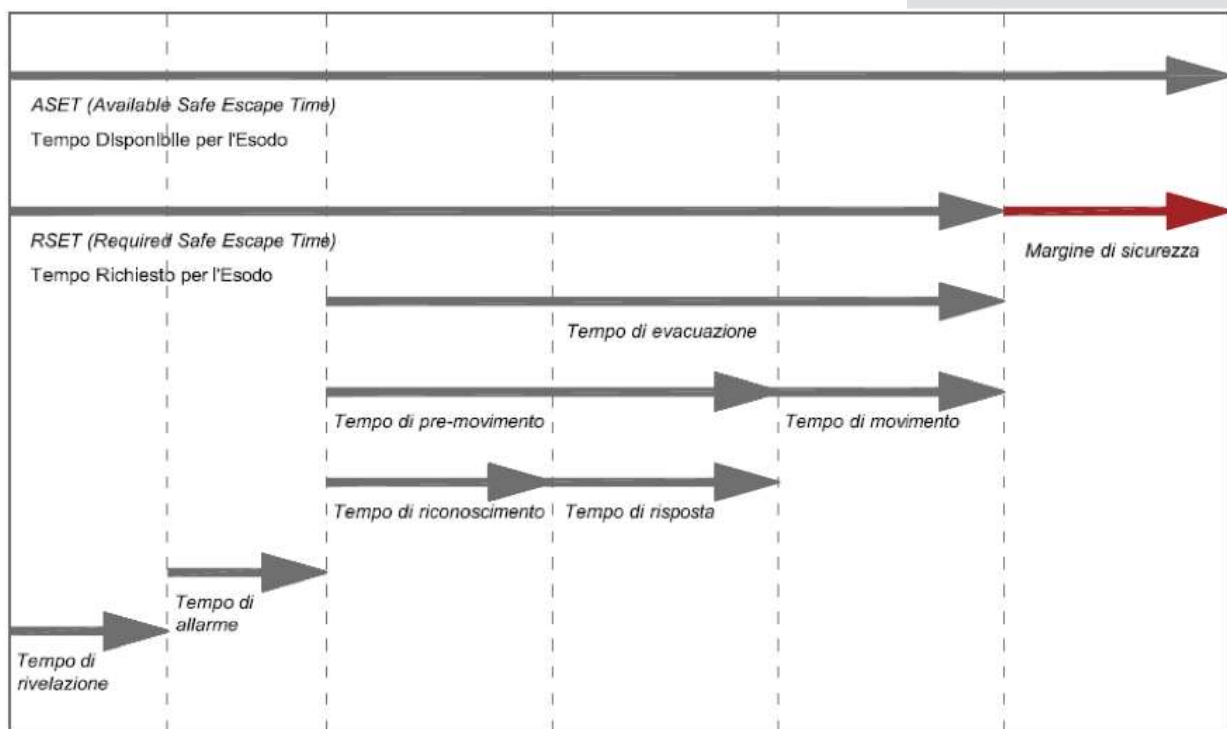 ASET (Available Safe Escape Time)
Tempo Disponibile per l'Esodo
RSET (Required Safe Escape Time)
Tempo Richiesto per l'Esodo
Margine di sicurezza
Tempo di evacuazione
Tempo di pre-movimento
Tempo di movimento
Tempo di riconoscimento
Tempo di risposta
Tempo di
allarme
Tempo di
rivelazione